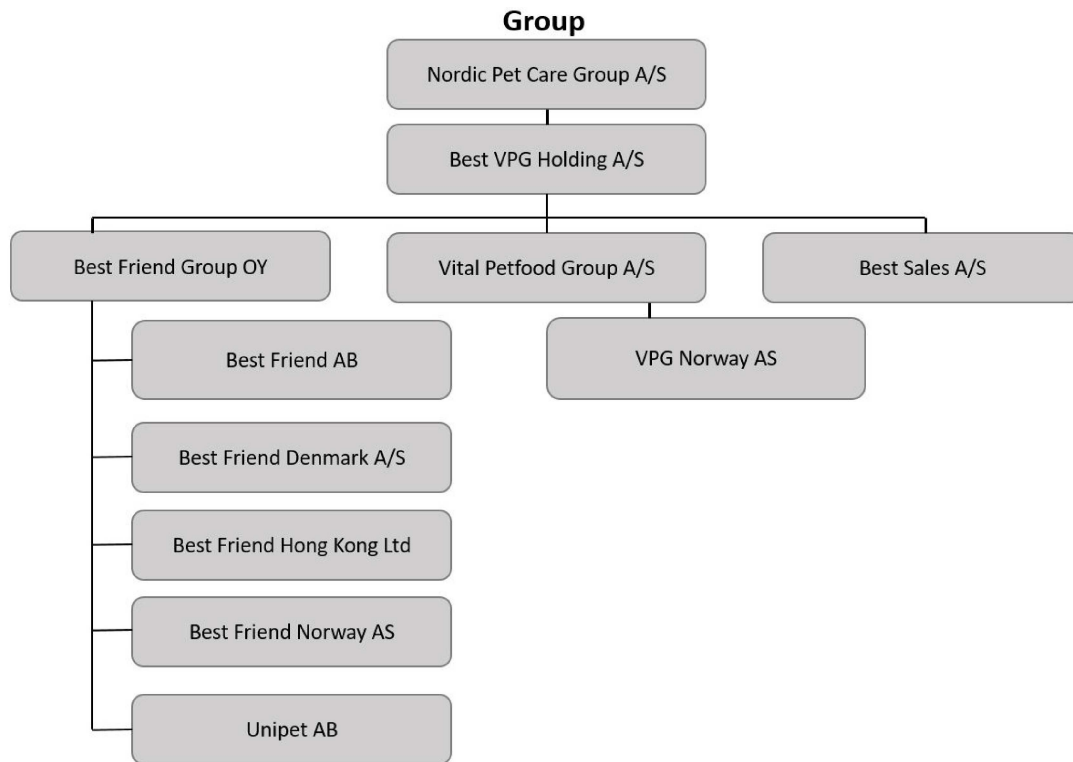 Group
Nordic Pet Care Group A/S
Best VPG Holding A/S
Best Friend Group OY
Vital Petfood Group A/S
Best Sales A/S
Best Friend AB
VPG Norway AS
Best Friend Denmark A/S
Best Friend Hong Kong Ltd
Best Friend Norway AS
Unipet AB